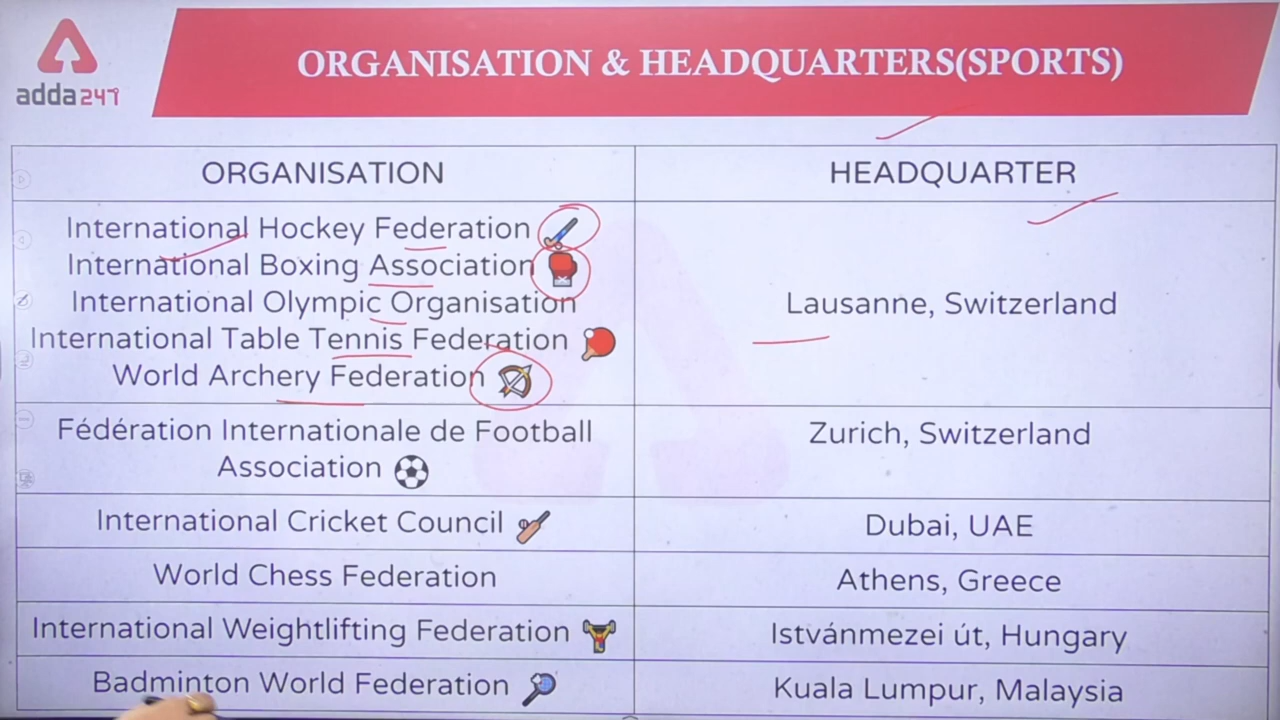 ORGANISATION & HEADQUARTERS(SPORTS)
adda247
ORGANISATION
HEADQUARTER
International Hockey Federation
International Boxing Association
International Olympic Organisation
International Table Tennis Federation
World Archery Federation
Lausanne, Switzerland
Fédération Internationale de Football
Association
Zurich, Switzerland
International Cricket Council
Dubai, UAE
World Chess Federation
Athens, Greece
International Weightlifting Federation
Istvánmezei út, Hungary
Badminton World Federation
Kuala Lumpur, Malaysia